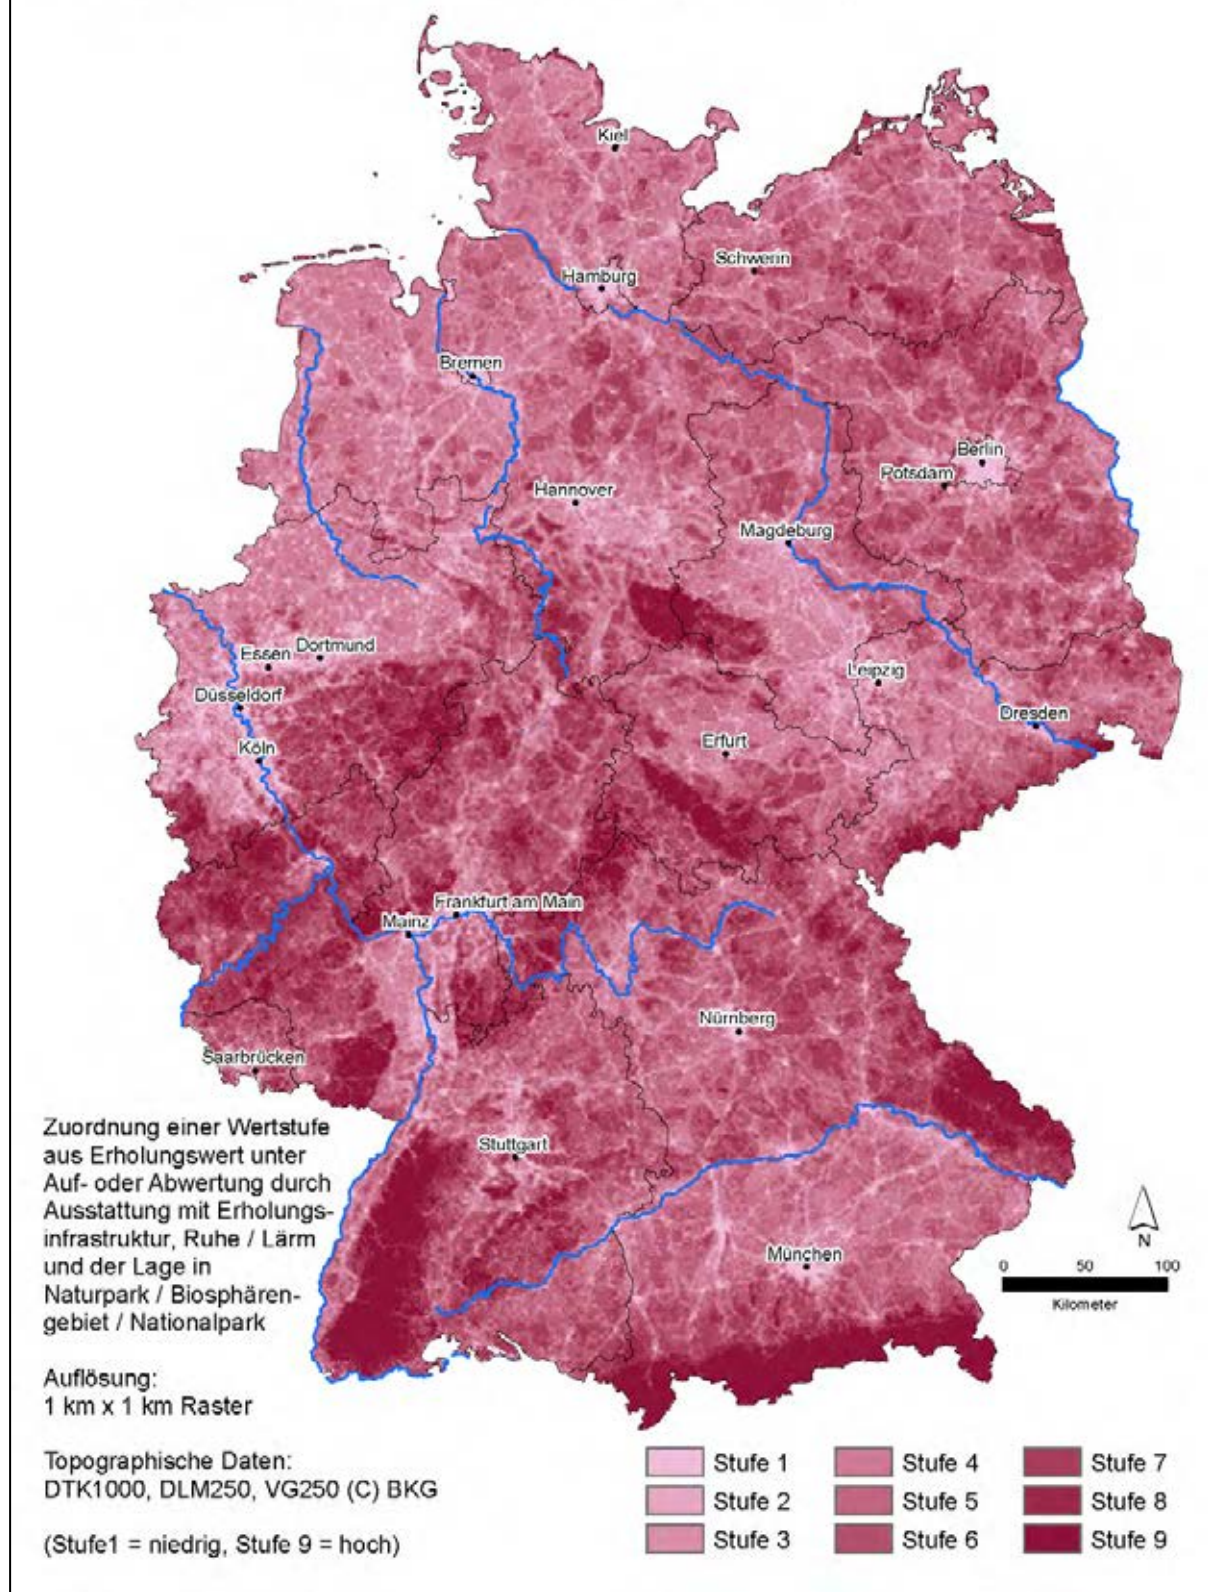 Kiel
Schwerin
Hamburg
Bremen
Berlin
Potsdam
Hannover
Magdeburg
Dortmund
Essen
Leipzig
Düsseldorf
Dresden
Köln
Erfurt
Frankfurt am Main
Mainz
Nürnberg
Saarbrücken
Stuttgart
München
Zuordnung einer Wertstufe
aus Erholungswert unter
Auf- oder Abwertung durch
Ausstattung mit Erholungs-
infrastruktur, Ruhe / Lärm
und der Lage in
Naturpark / Biosphären-
gebiet / Nationalpark
Auflösung:
1 km x 1 km Raster
Topographische Daten:
DTK1000, DLM250, VG250 (C) BKG
(Stufe1 = niedrig, Stufe 9 = hoch)
N
0 50 100
Kilometer
Stufe 1
Stufe 2
Stufe 3
Stufe 4
Stufe 5
Stufe 6
Stufe 7
Stufe 8
Stufe 9